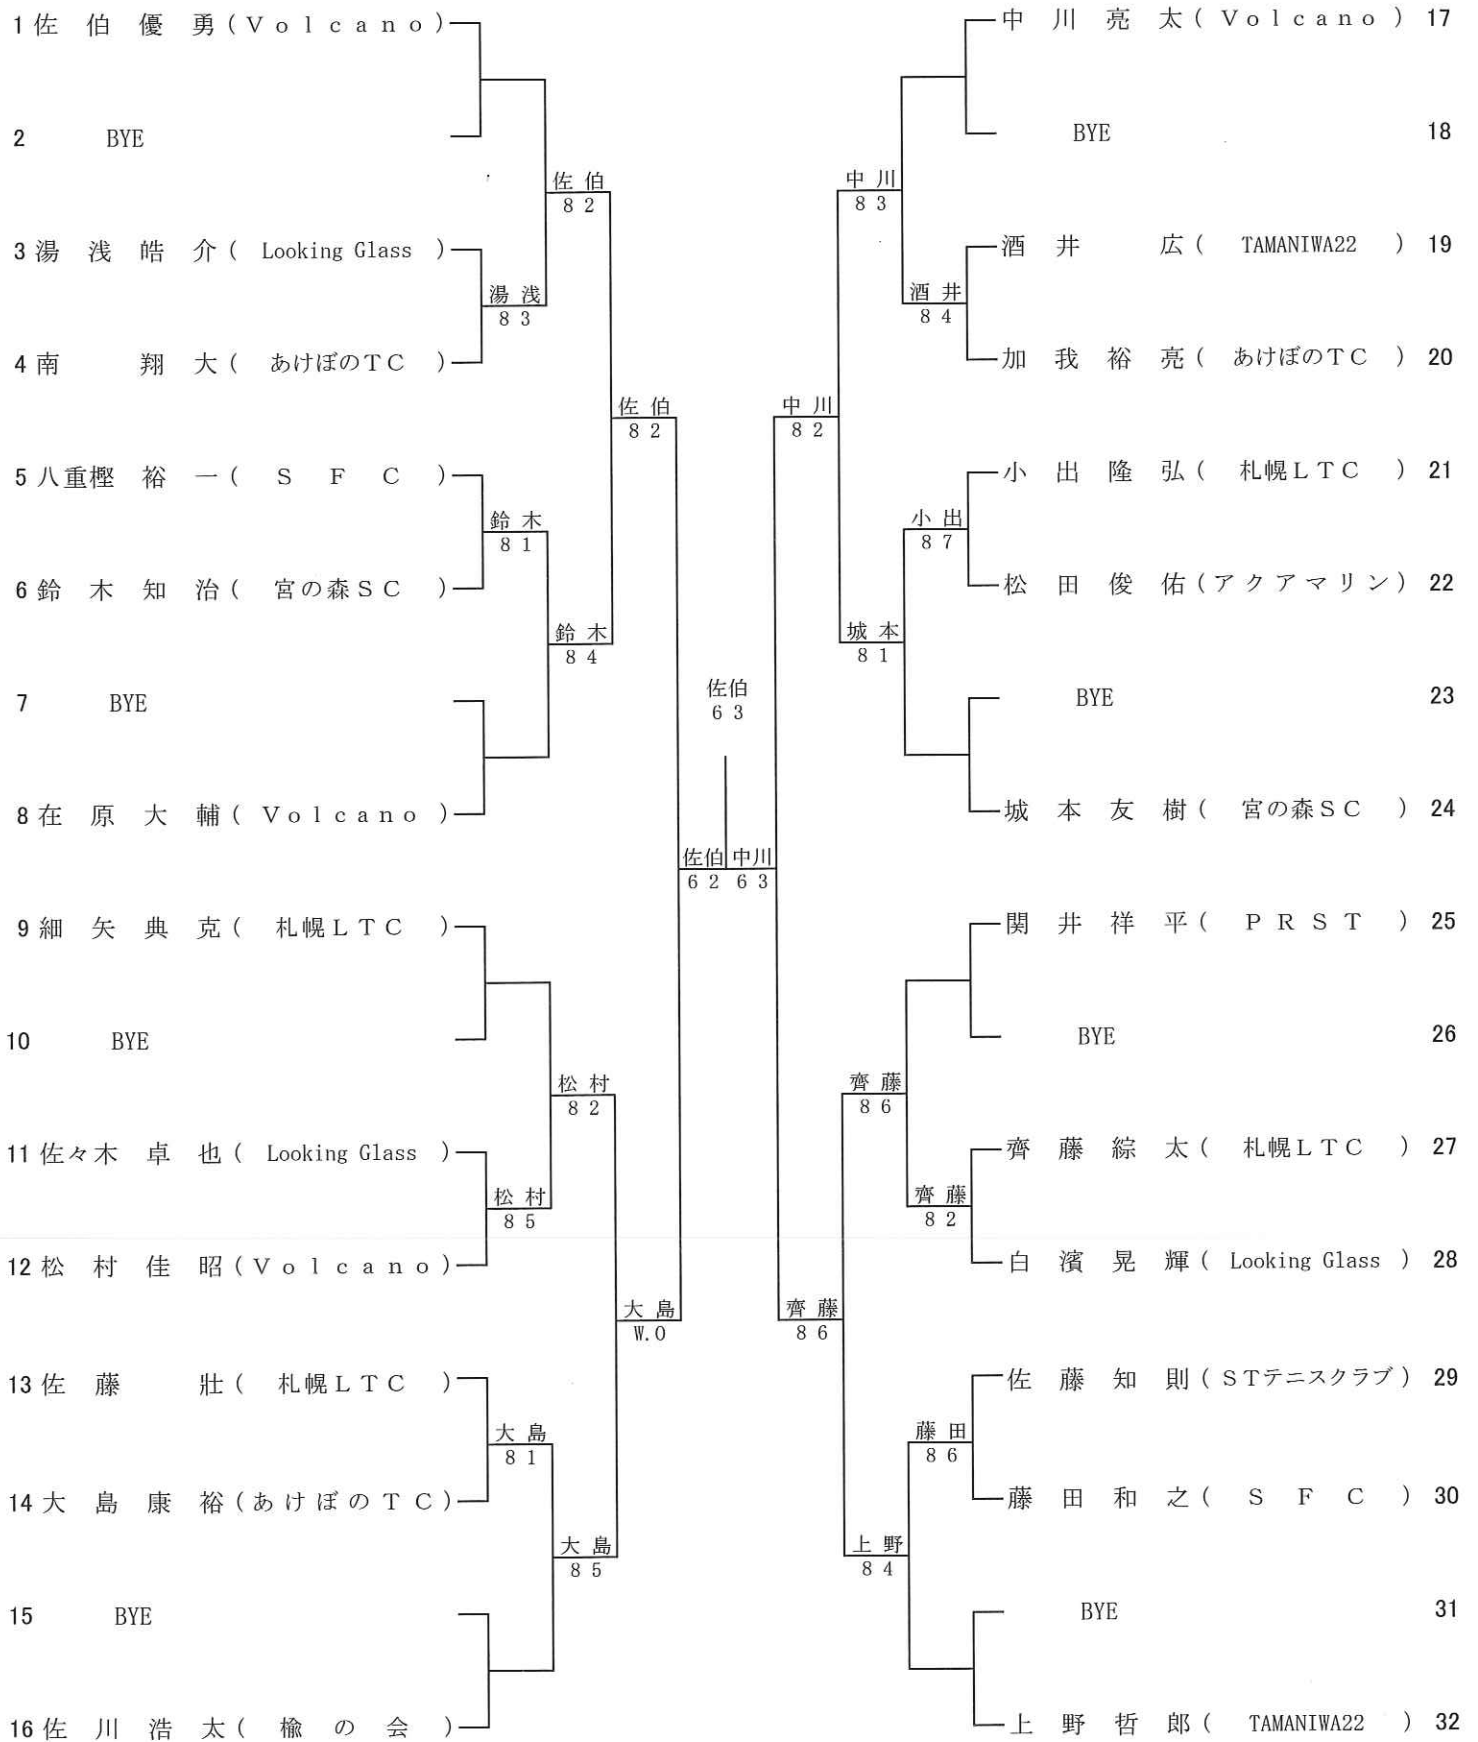 1 佐 伯 優 勇 ( V o l c a n o )
2 BYE
佐 伯
8 2
3 湯 浅 皓 介 ( Looking Glass )
湯 浅
8 3
4 南 翔 大 ( あけぼのＴＣ )
佐 伯
8 2
5 八重樫 裕 一 ( Ｓ Ｆ Ｃ )
鈴 木
8 1
6 鈴 木 知 治 ( 宮の森ＳＣ )
鈴 木
8 4
7 BYE
8 在 原 大 輔 ( V o l c a n o )
佐伯
6 2
9 細 矢 典 克 ( 札幌ＬＴＣ )
10 BYE
松 村
8 2
11 佐々木 卓 也 ( Looking Glass )
松 村
8 5
12 松 村 佳 昭 ( V o l c a n o )
大 島
W.O
13 佐 藤 壯 ( 札幌ＬＴＣ )
大 島
8 1
14 大 島 康 裕 ( あ け ぼ の Ｔ Ｃ )
大 島
8 5
15 BYE
16 佐 川 浩 太 ( 楡 の 会 )
佐伯
6 3
中 川 亮 太 ( V o l c a n o ) 17
BYE 18
中 川
8 3
酒 井 広 ( TAMANIWA22 ) 19
酒 井
8 4
加 我 裕 亮 ( あけぼのＴＣ ) 20
中 川
8 2
小 出 隆 弘 ( 札幌ＬＴＣ ) 21
小 出
8 7
松 田 俊 佑 ( ア ク ア マ リ ン ) 22
城 本
8 1
BYE 23
城 本 友 樹 ( 宮の森ＳＣ ) 24
中川
6 3
関 井 祥 平 ( Ｐ Ｒ Ｓ Ｔ ) 25
BYE 26
齊 藤
8 6
齊 藤 綜 太 ( 札幌ＬＴＣ ) 27
齊 藤
8 2
白 濱 晃 輝 ( Looking Glass ) 28
齊 藤
8 6
佐 藤 知 則 ( ＳＴテニスクラブ ) 29
藤 田
8 6
藤 田 和 之 ( Ｓ Ｆ Ｃ ) 30
上 野
8 4
BYE 31
上 野 哲 郎 ( TAMANIWA22 ) 32